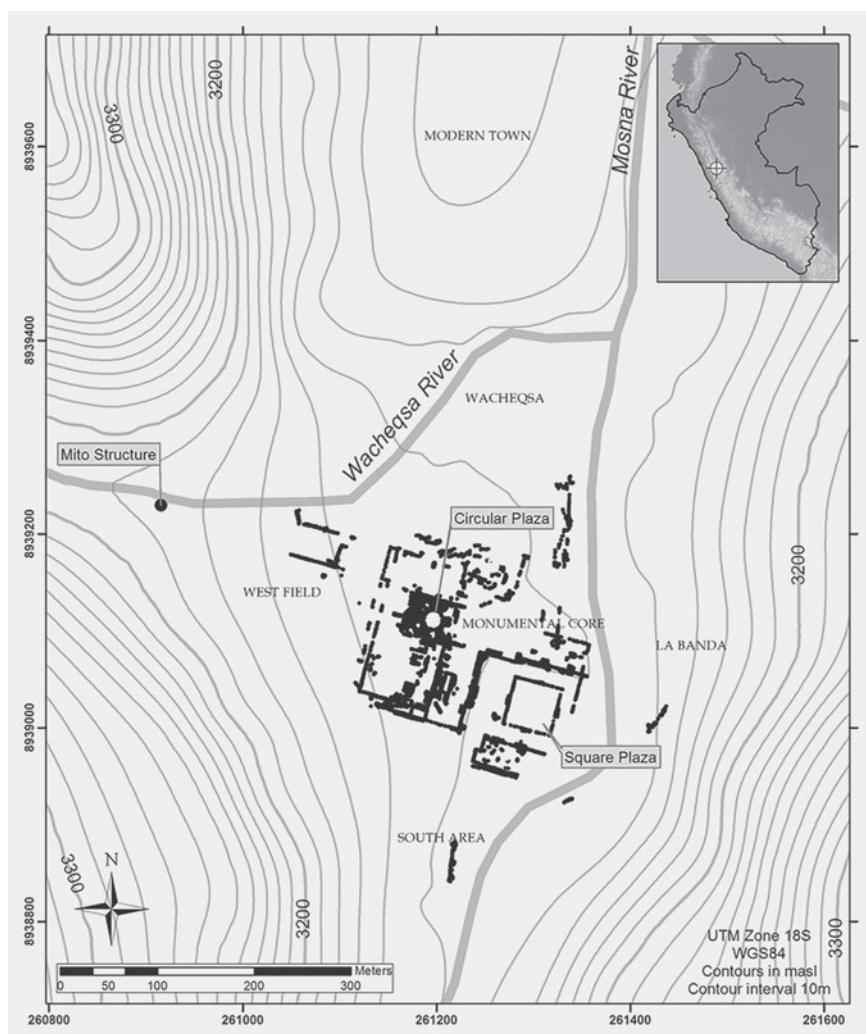 3200
3300
MODERN TOWN
Mosna River
8939600
8939400
Wacheqsa River
WACHEQSA
Mito Structure
Circular Plaza
8939200
WEST FIELD
MONUMENTAL CORE
LA BANDA
3200
8939000
Square Plaza
SOUTH AREA
3300
N
3200
8938800
UTM Zone 18S
WGS84
Contours in masl
Contour interval 10m
3300
Meters
0 50 100 200 300
260800 261000 261200 261400 261600